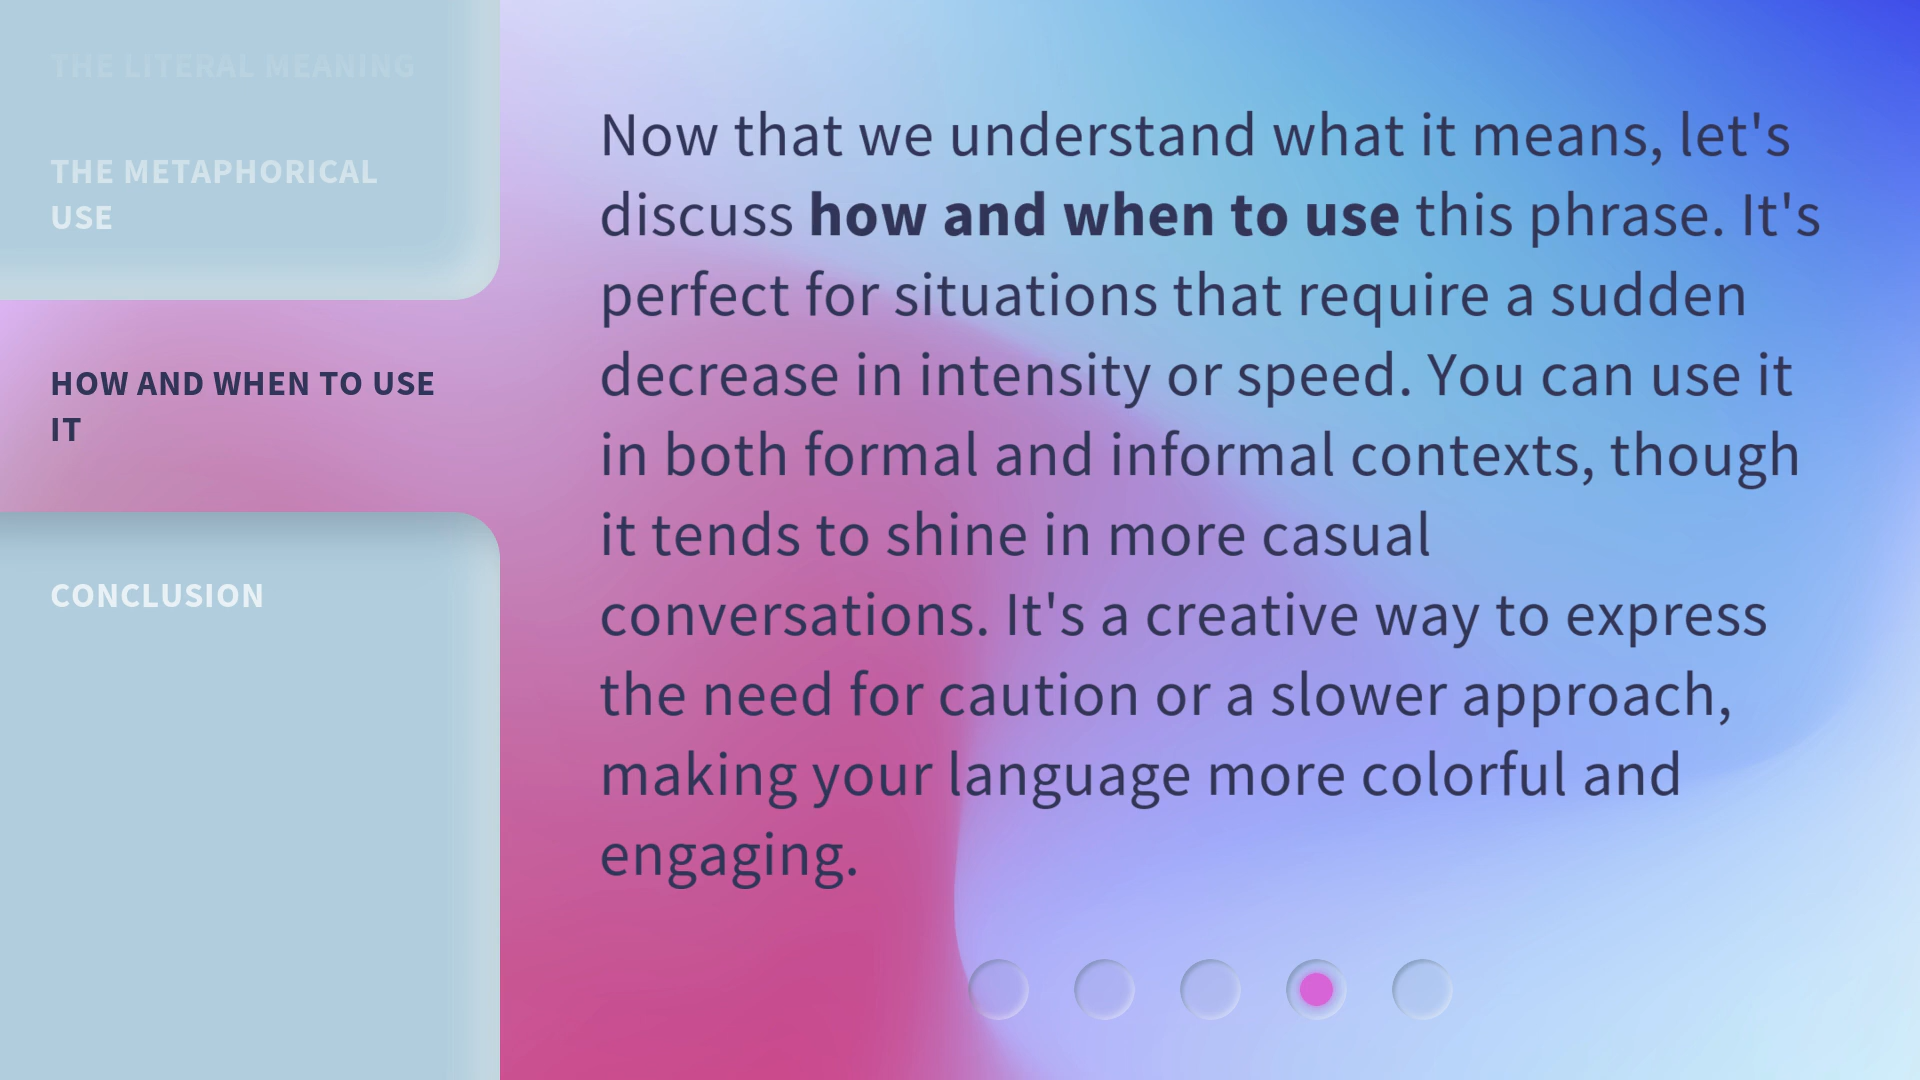 THE LITERAL MEANING
THE METAPHORICAL
USE
HOW AND WHEN TO USE
IT
CONCLUSION
Now that we understand what it means, let's
discuss how and when to use this phrase. It's
perfect for situations that require a sudden
decrease in intensity or speed. You can use it
in both formal and informal contexts, though
it tends to shine in more casual
conversations. It's a creative way to express
the need for caution or a slower approach,
making your language more colorful and
engaging.